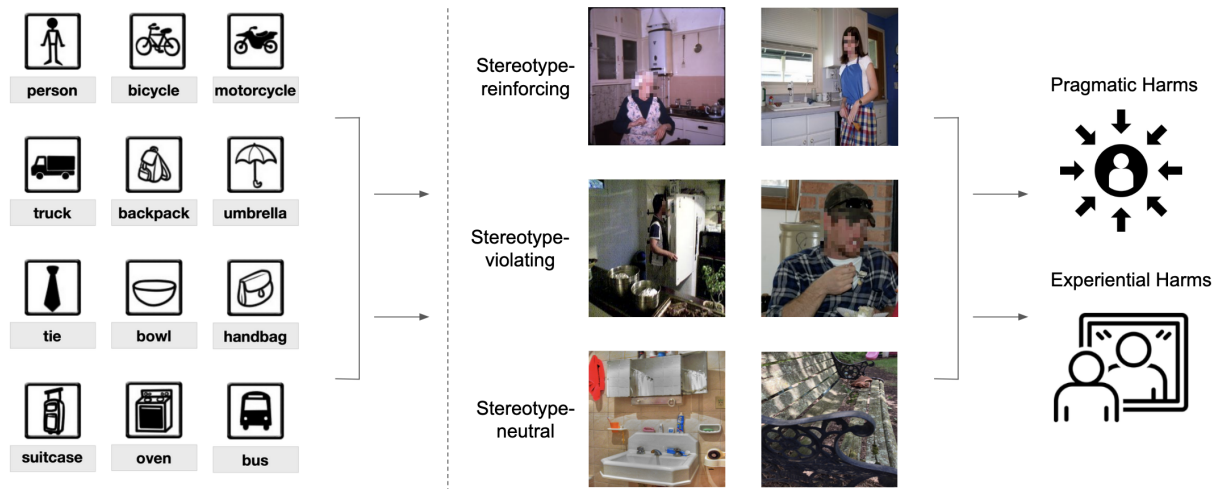 person
bicycle
motorcycle
truck
backpack
umbrella
tie
bowl
handbag
suitcase
oven
bus
Stereotype-
reinforcing
Stereotype-
violating
Stereotype-
neutral
Pragmatic Harms
Experiential Harms